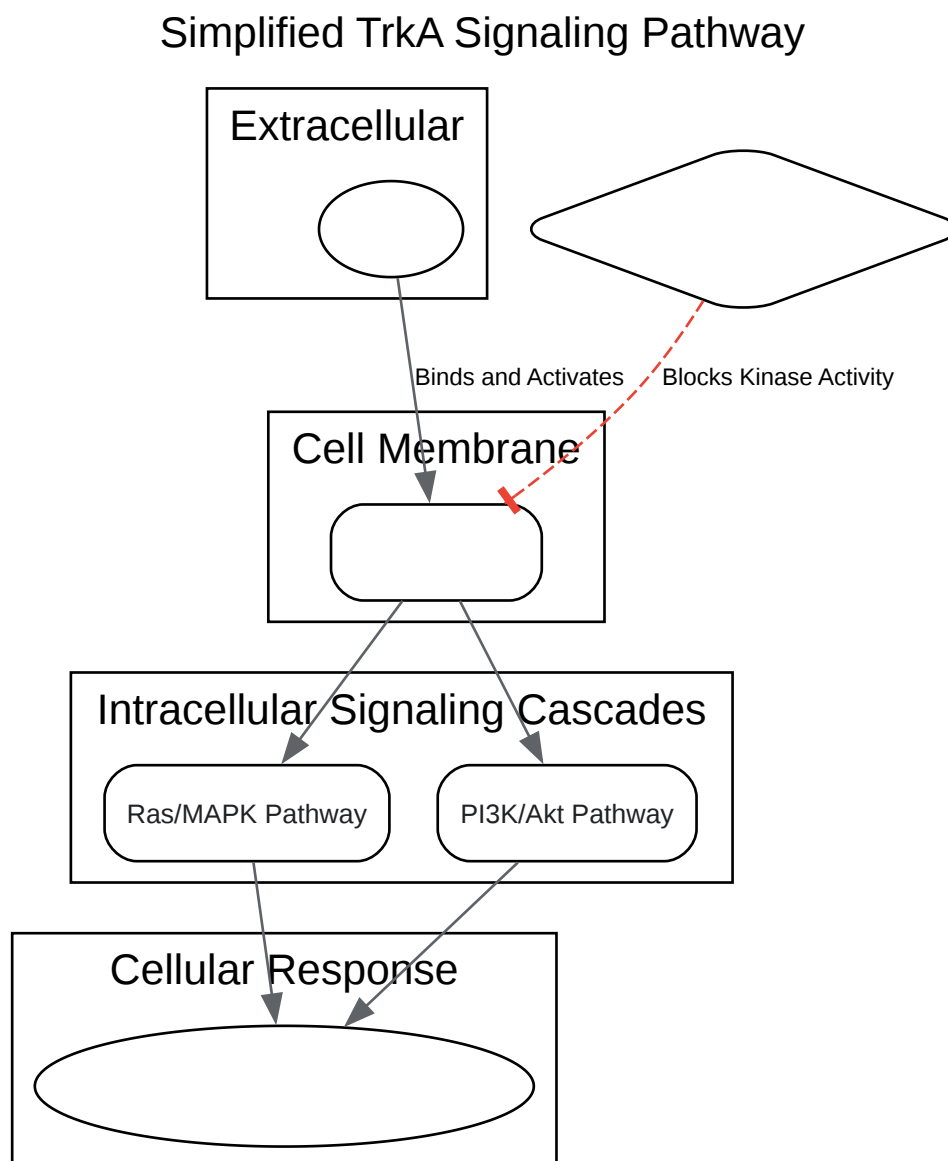 Simplified TrkA Signaling Pathway
Extracellular
Binds and Activates
Blocks Kinase Activity
Cell Membrane
Intracellular Signaling Cascades
Ras/MAPK Pathway
PI3K/Akt Pathway
Cellular Response